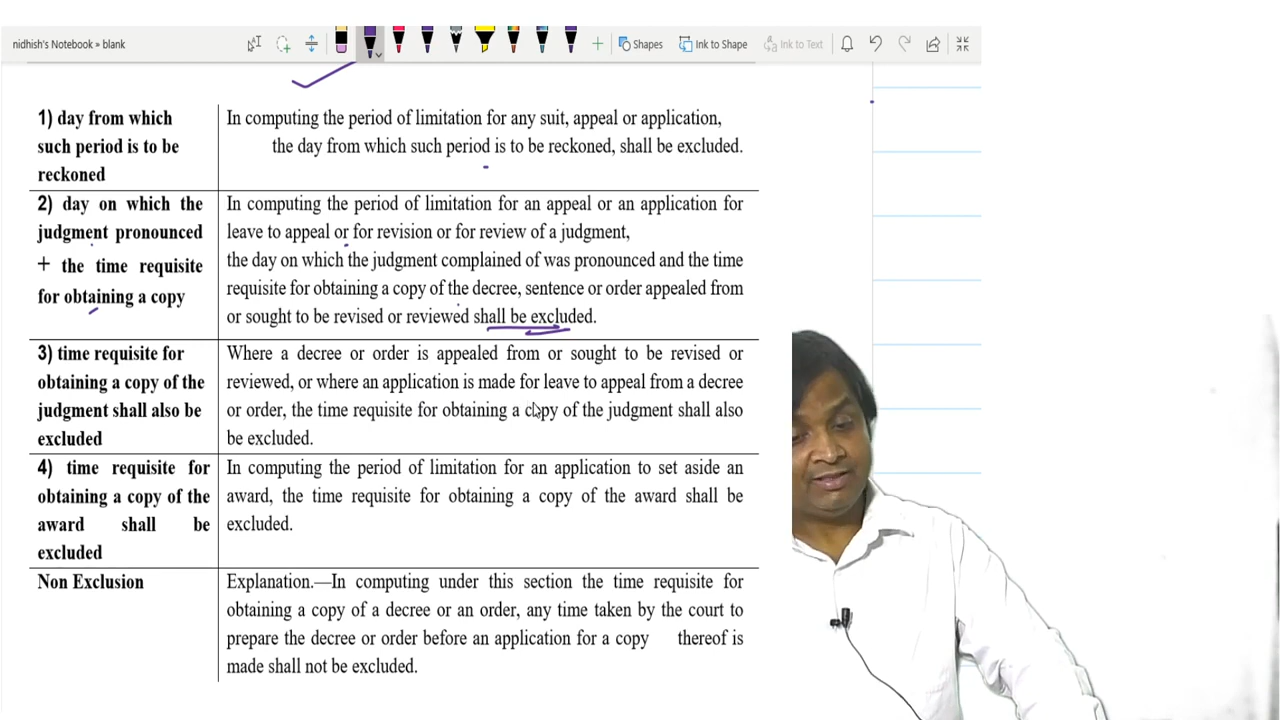 nidhish's Notebook » blank
Shapes
Ink to Shape
Ink to Text
1) day from which
such period is to be
reckoned
In computing the period of limitation for any suit, appeal or application,
the day from which such period is to be reckoned, shall be excluded.
2) day on which the
judgment pronounced
+ the time requisite
for obtaining a copy
In computing the period of limitation for an appeal or an application for
leave to appeal or for revision or for review of a judgment,
the day on which the judgment complained of was pronounced and the time
requisite for obtaining a copy of the decree, sentence or order appealed from
or sought to be revised or reviewed shall be excluded.
3) time requisite for
obtaining a copy of the
judgment shall also be
excluded
Where a decree or order is appealed from or sought to be revised or
reviewed, or where an application is made for leave to appeal from a decree
or order, the time requisite for obtaining a copy of the judgment shall also
be excluded.
4) time requisite for
obtaining a copy of the
award shall be
excluded
In computing the period of limitation for an application to set aside an
award, the time requisite for obtaining a copy of the award shall be
excluded.
Non Exclusion
Explanation.—In computing under this section the time requisite for
obtaining a copy of a decree or an order, any time taken by the court to
prepare the decree or order before an application for a copy thereof is
made shall not be excluded.